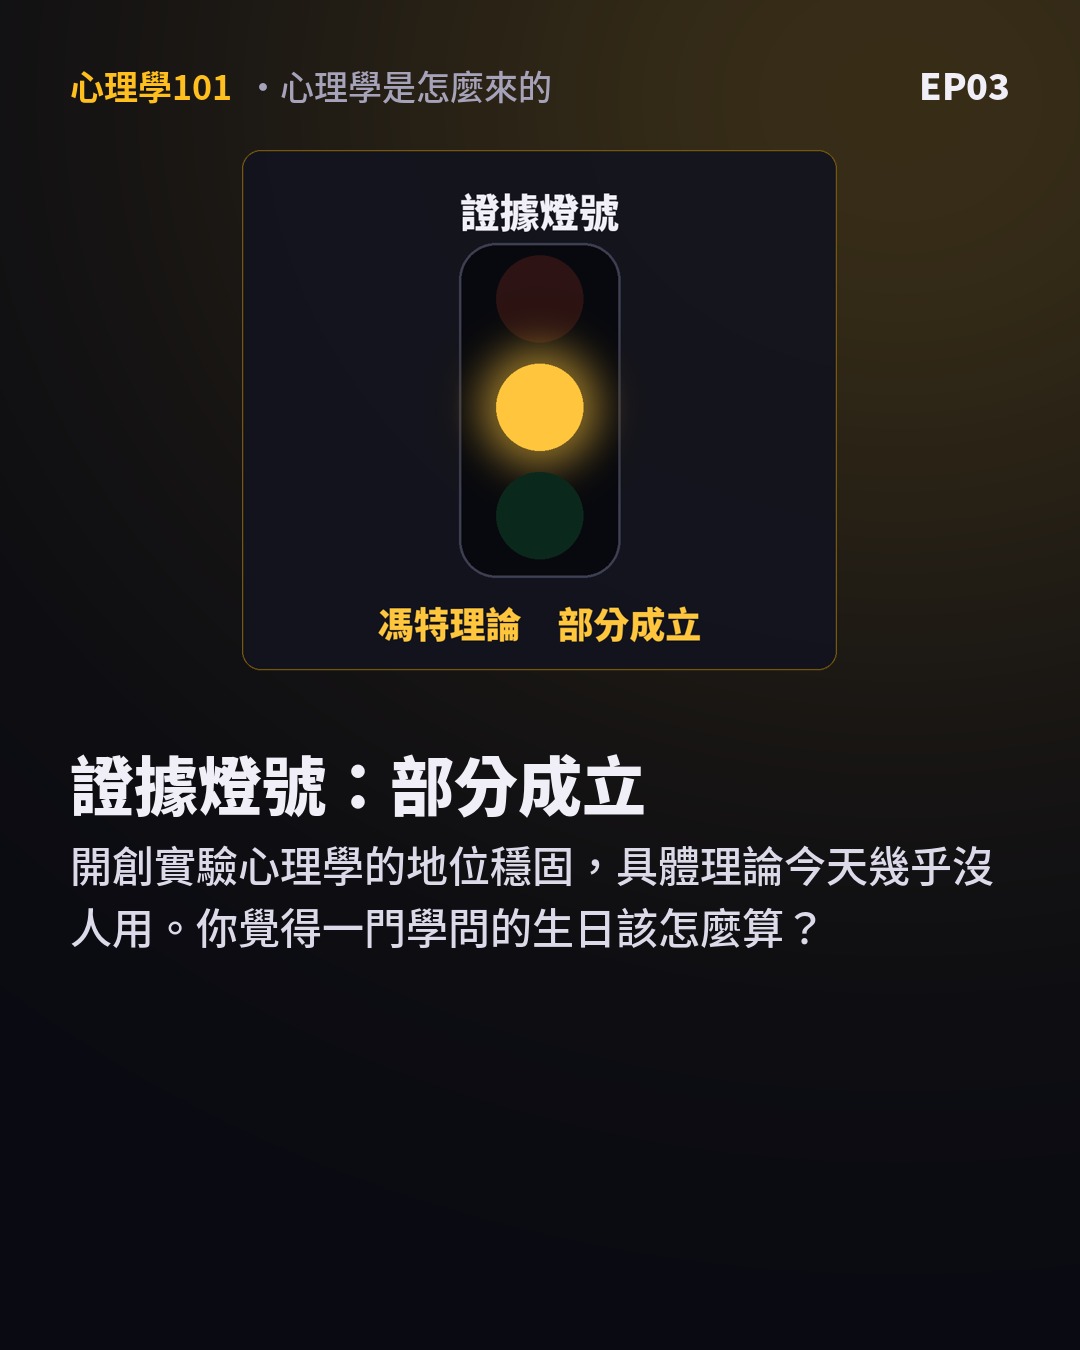 心理學101 ・心理學是怎麼來的
EP03
證據燈號
馮特理論　部分成立
證據燈號：部分成立
開創實驗心理學的地位穩固，具體理論今天幾乎沒
人用。你覺得一門學問的生日該怎麼算？